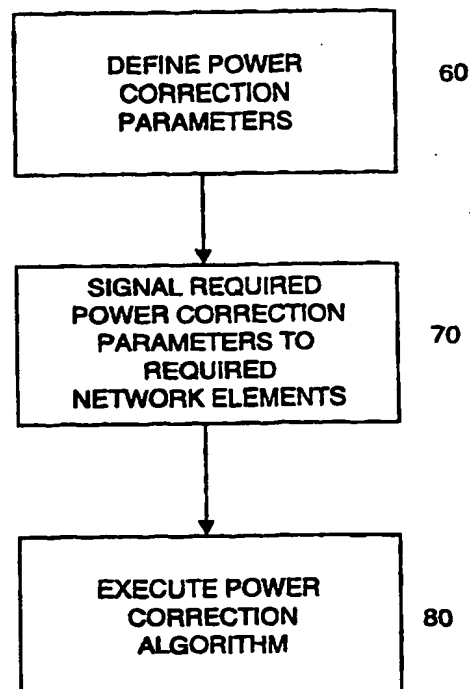 DEFINE POWER
CORRECTION
PARAMETERS
60
SIGNAL REQUIRED
POWER CORRECTION
PARAMETERS TO
REQUIRED
NETWORK ELEMENTS
70
EXECUTE POWER
CORRECTION
ALGORITHM
80